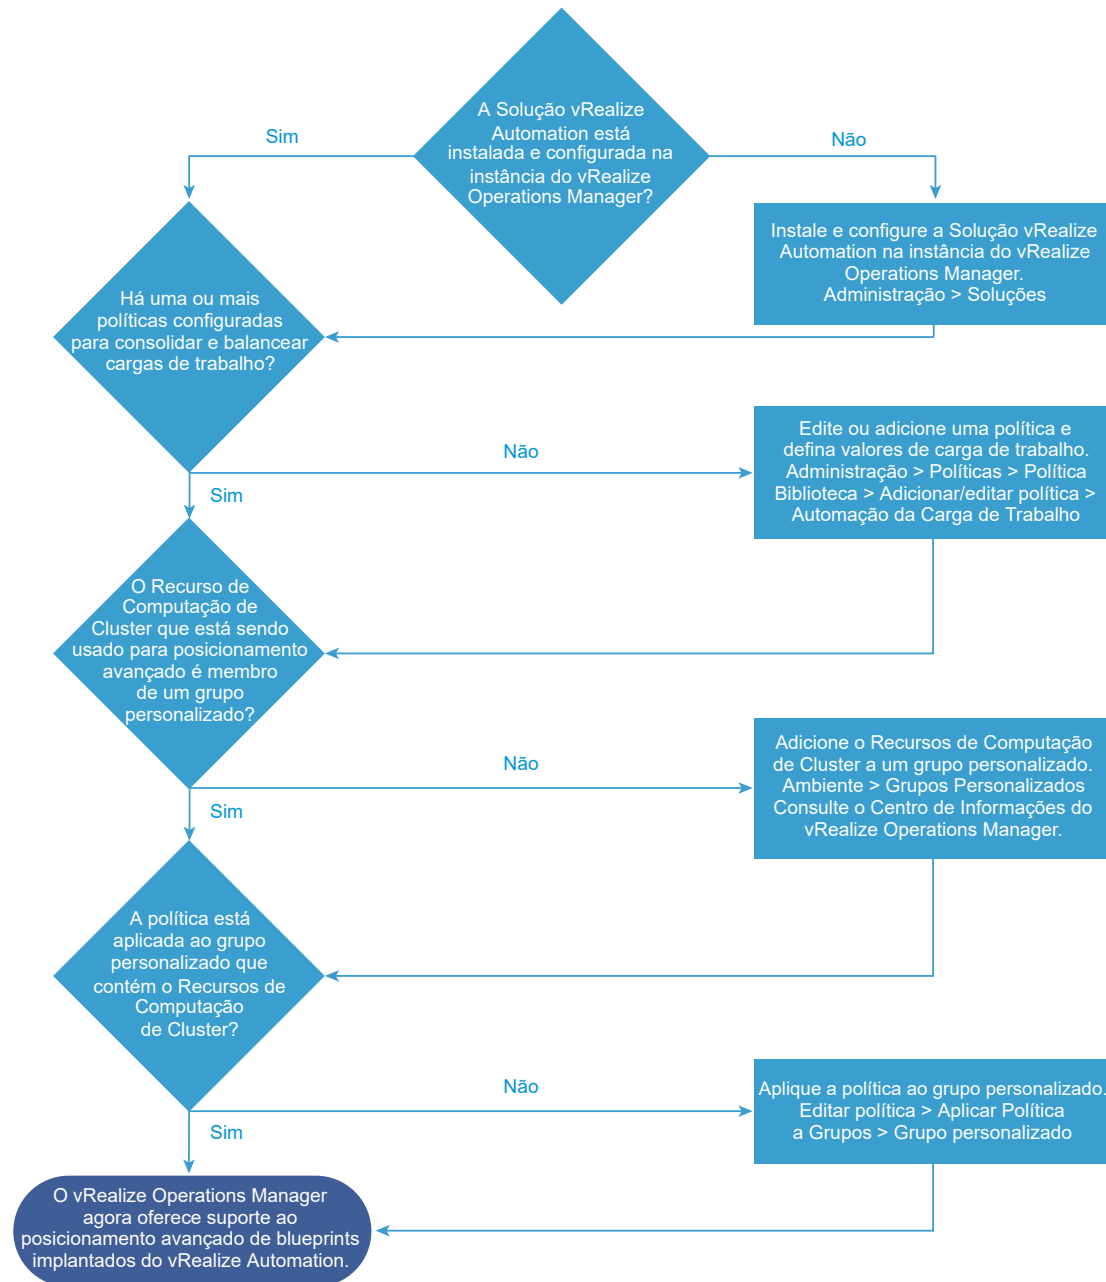 A Solução vRealize
Automation está
instalada e configurada na
instância do vRealize
Operations Manager?
Sim
Não
Instale e configure a Solução vRealize
Automation na instância do vRealize
Operations Manager.
Administração > Soluções
Há uma ou mais
políticas configuradas
para consolidar e balancear
cargas de trabalho?
Não
Sim
Edite ou adicione uma política e
defina valores de carga de trabalho.
Administração > Políticas > Política
Biblioteca > Adicionar/editar política >
Automação da Carga de Trabalho
O Recurso de
Computação de
Cluster que está sendo
usado para posicionamento
avançado é membro
de um grupo
personalizado?
Não
Sim
Adicione o Recursos de Computação
de Cluster a um grupo personalizado.
Ambiente > Grupos Personalizados
Consulte o Centro de Informações do
vRealize Operations Manager.
A política está
aplicada ao grupo
personalizado que
contém o Recursos de
Computação
de Cluster?
Não
Sim
Aplique a política ao grupo personalizado.
Editar política > Aplicar Política
a Grupos > Grupo personalizado
O vRealize Operations Manager
agora oferece suporte ao
posicionamento avançado de blueprints
implantados do vRealize Automation.